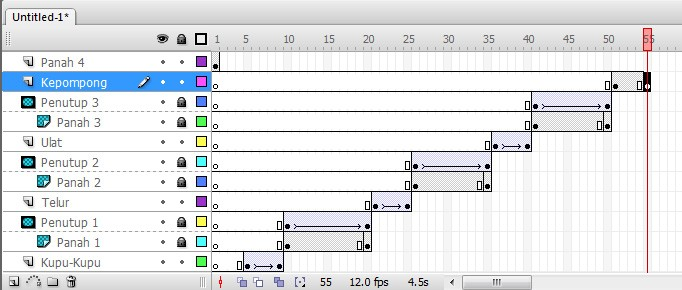 Untitled-1*
1 5 10 15 20 25 30 35 40 45 50 55
Panah 4
Kepompong
Penutup 3
Panah 3
Ulat
Penutup 2
Panah 2
Telur
Penutup 1
Panah 1
Kupu-Kupu
55 12.0 fps 4.5s